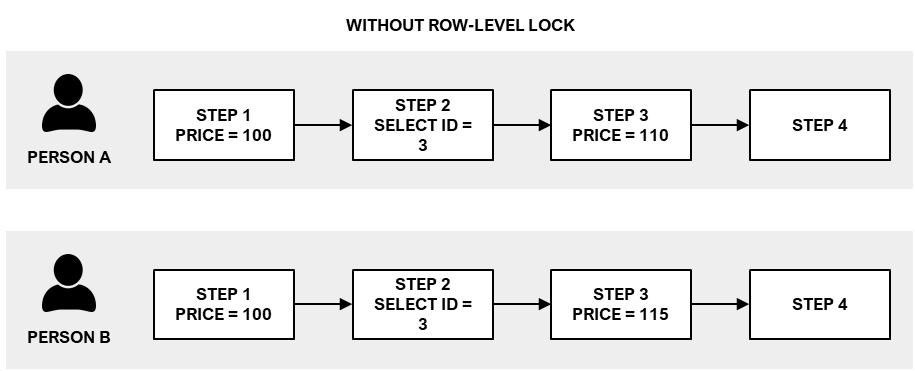 WITHOUT ROW-LEVEL LOCK
PERSON A
STEP 1
PRICE = 100
STEP 2
SELECT ID =
3
STEP 3
PRICE = 110
STEP 4
PERSON B
STEP 1
PRICE = 100
STEP 2
SELECT ID =
3
STEP 3
PRICE = 115
STEP 4